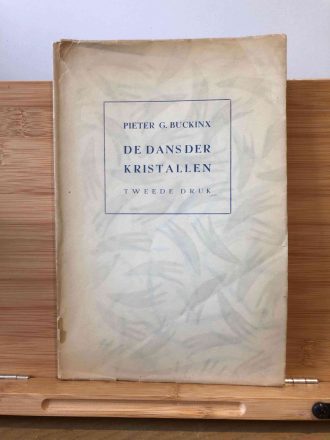 PIETER G. BUCKINX
DE DANS DER
KRISTALLEN
TWEEDE DRUK